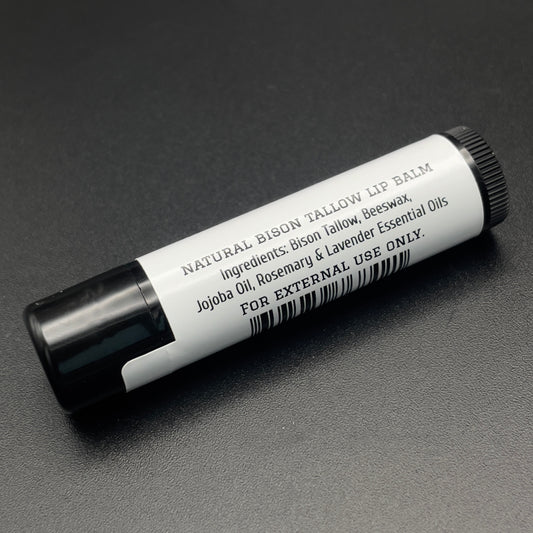 NATURAL BISON TALLOW LIP BALM
Ingredients: Bison Tallow, Beeswax,
Jojoba Oil, Rosemary & Lavender Essential Oils
FOR EXTERNAL USE ONLY.